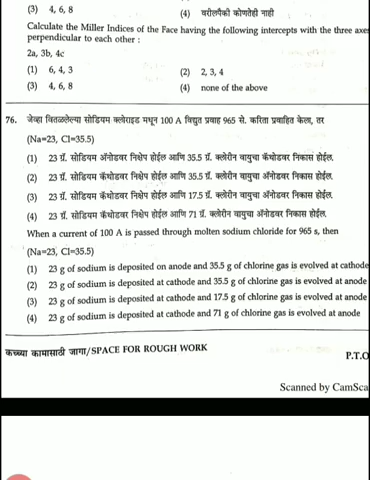 (3) 4, 6, 8 (4) वरीलपैकी कोणतेही नाही
Calculate the Miller Indices of the Face having the following intercepts with the three axes
perpendicular to each other :
2a, 3b, 4c
(1) 6, 4, 3 (2) 2, 3, 4
(3) 4, 6, 8 (4) none of the above
76. जेव्हा वितळलेल्या सोडियम क्लोराइड मधून 100 A विद्युत प्रवाह 965 से. करिता प्रवाहित केला, तर
(Na=23, Cl=35.5)
(1) 23 ग्रॅ. सोडियम अ‍ॅनोडवर निक्षेप होईल आणि 35.5 ग्रॅ. क्लोरीन वायुचा कॅथोडवर निकास होईल.
(2) 23 ग्रॅ. सोडियम कॅथोडवर निक्षेप होईल आणि 35.5 ग्रॅ. क्लोरीन वायुचा अ‍ॅनोडवर निकास होईल.
(3) 23 ग्रॅ. सोडियम कॅथोडवर निक्षेप होईल आणि 17.5 ग्रॅ. क्लोरीन वायुचा अ‍ॅनोडवर निकास होईल.
(4) 23 ग्रॅ. सोडियम कॅथोडवर निक्षेप होईल आणि 71 ग्रॅ. क्लोरीन वायुचा अ‍ॅनोडवर निकास होईल.
When a current of 100 A is passed through molten sodium chloride for 965 s, then
(Na=23, Cl=35.5)
(1) 23 g of sodium is deposited on anode and 35.5 g of chlorine gas is evolved at cathode
(2) 23 g of sodium is deposited at cathode and 35.5 g of chlorine gas is evolved at anode
(3) 23 g of sodium is deposited at cathode and 17.5 g of chlorine gas is evolved at anode
(4) 23 g of sodium is deposited at cathode and 71 g of chlorine gas is evolved at anode
कच्च्या कामासाठी जागा/SPACE FOR ROUGH WORK
P.T.O
Scanned by CamSca